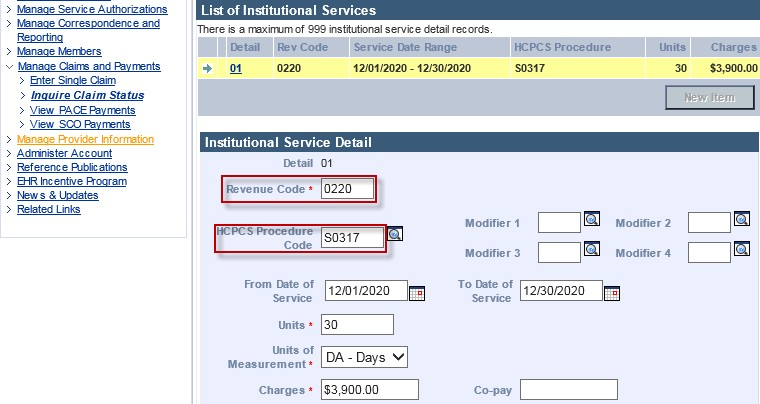 Manage Service Authorizations
Manage Correspondence and
Reporting
Manage Members
Manage Claims and Payments
Enter Single Claim
Inquire Claim Status
View PACE Payments
View SCO Payments
Manage Provider Information
Administer Account
Reference Publications
EHR Incentive Program
News & Updates
Related Links
List of Institutional Services
There is a maximum of 999 institutional service detail records.
Detail Rev Code Service Date Range HCPCS Procedure Units Charges
01 0220 12/01/2020 - 12/30/2020 S0317 30 $3,900.00
New Item
Institutional Service Detail
Detail 01
Revenue Code * 0220
HCPCS Procedure
Code S0317
Modifier 1 Modifier 2
Modifier 3 Modifier 4
From Date of
Service 12/01/2020
To Date of
Service 12/30/2020
Units * 30
Units of
Measurement * DA - Days
Charges * $3,900.00 Co-pay